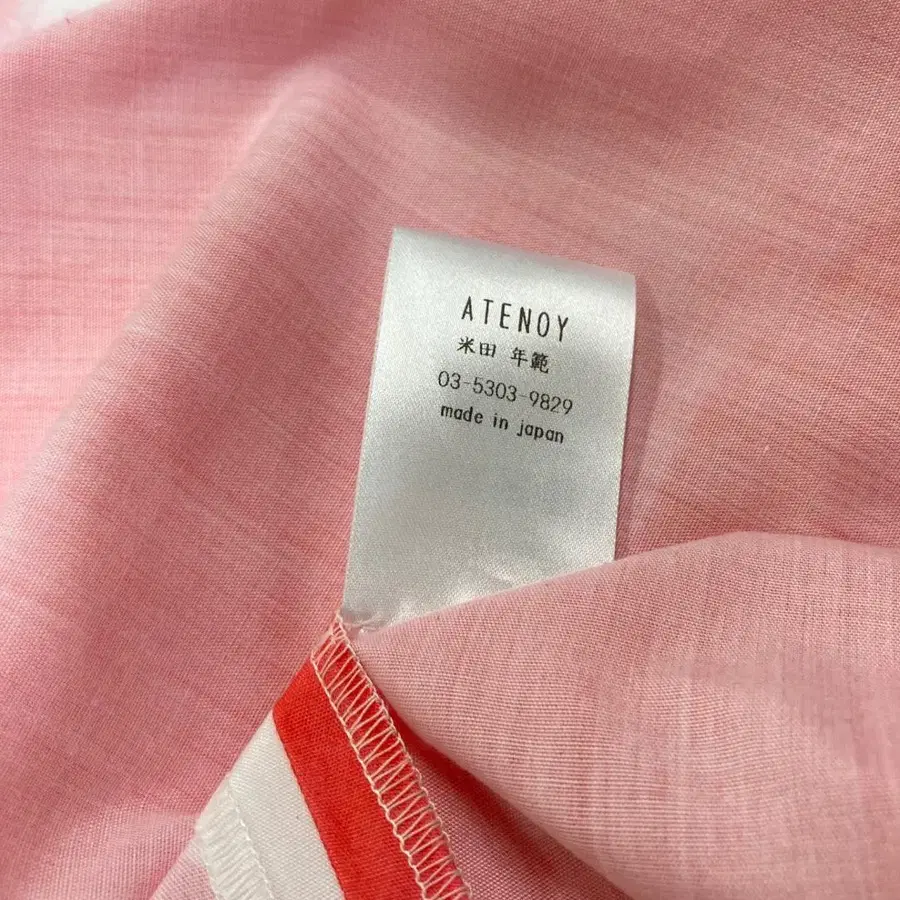 ATENOY
米田 年範
03-5303-9829
made in japan